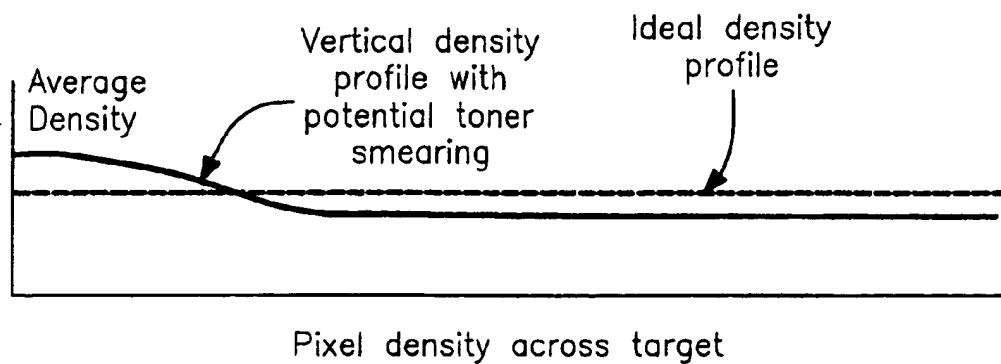 Average
Density
Vertical density
profile with
potential toner
smearing
Ideal density
profile
Pixel density across target